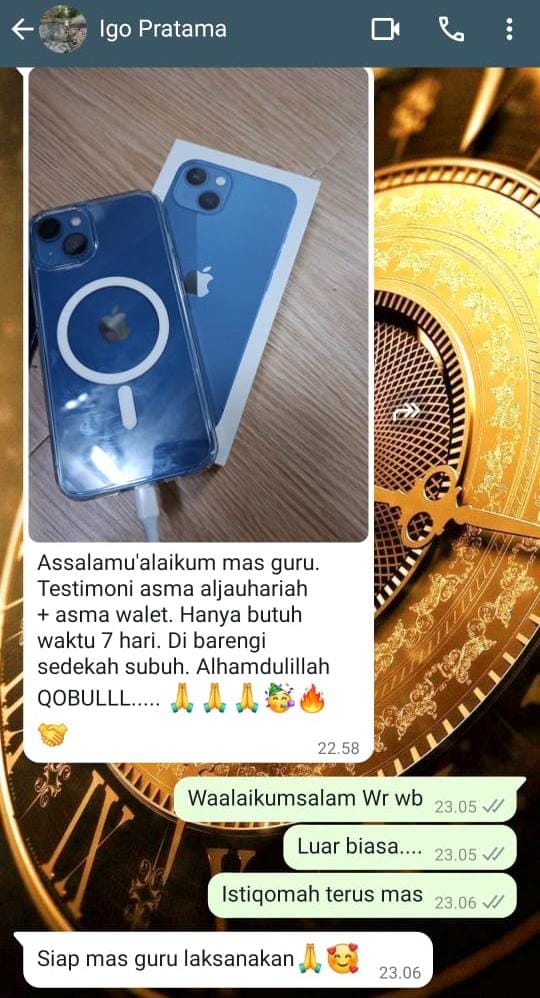 Igo Pratama
Assalamu'alaikum mas guru.
Testimoni asma aljauhariah
+ asma walet. Hanya butuh
waktu 7 hari. Di barengi
sedekah subuh. Alhamdulillah
QOBULLL..... 🙏 🙏 🙏 🥳 🔥
🤝
22.58
Waalaikumsalam Wr wb 23.05
Luar biasa.... 23.05
Istiqomah terus mas 23.06
Siap mas guru laksanakan 🙏 🥰 23.06